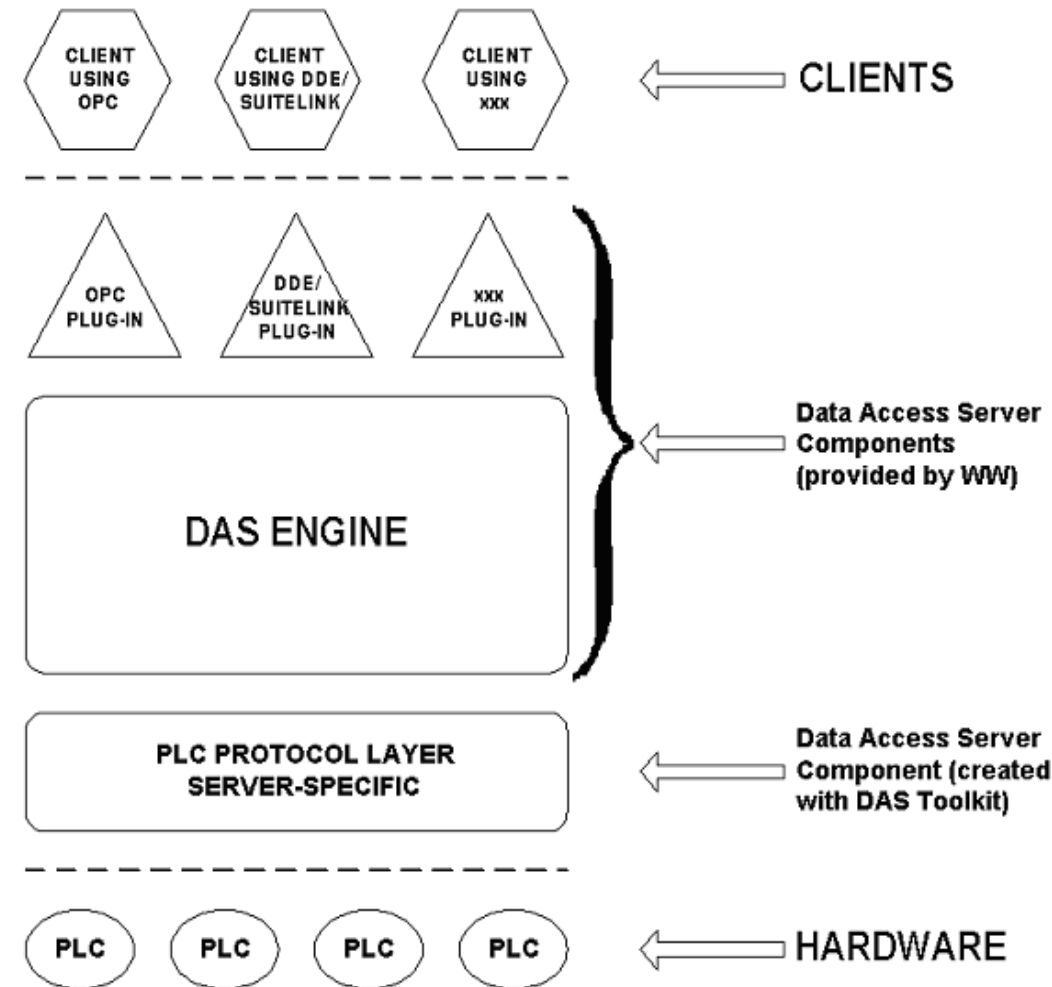 CLIENT
USING
OPC
CLIENT
USING DDE/
SUITELINK
CLIENT
USING
xxx
CLIENTS
OPC
PLUG-IN
DDE/
SUITELINK
PLUG-IN
xxx
PLUG-IN
Data Access Server
Components
(provided by WW)
DAS ENGINE
PLC PROTOCOL LAYER
SERVER-SPECIFIC
Data Access Server
Component (created
with DAS Toolkit)
PLC
PLC
PLC
PLC
HARDWARE